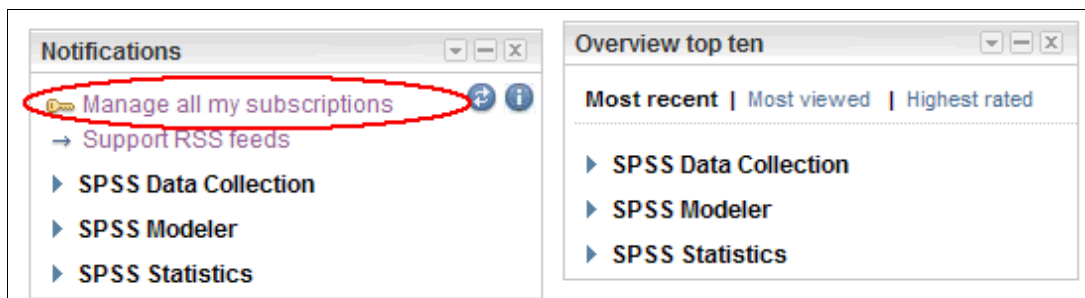 Notifications
Manage all my subscriptions
Support RSS feeds
SPSS Data Collection
SPSS Modeler
SPSS Statistics
Overview top ten
Most recent | Most viewed | Highest rated
SPSS Data Collection
SPSS Modeler
SPSS Statistics